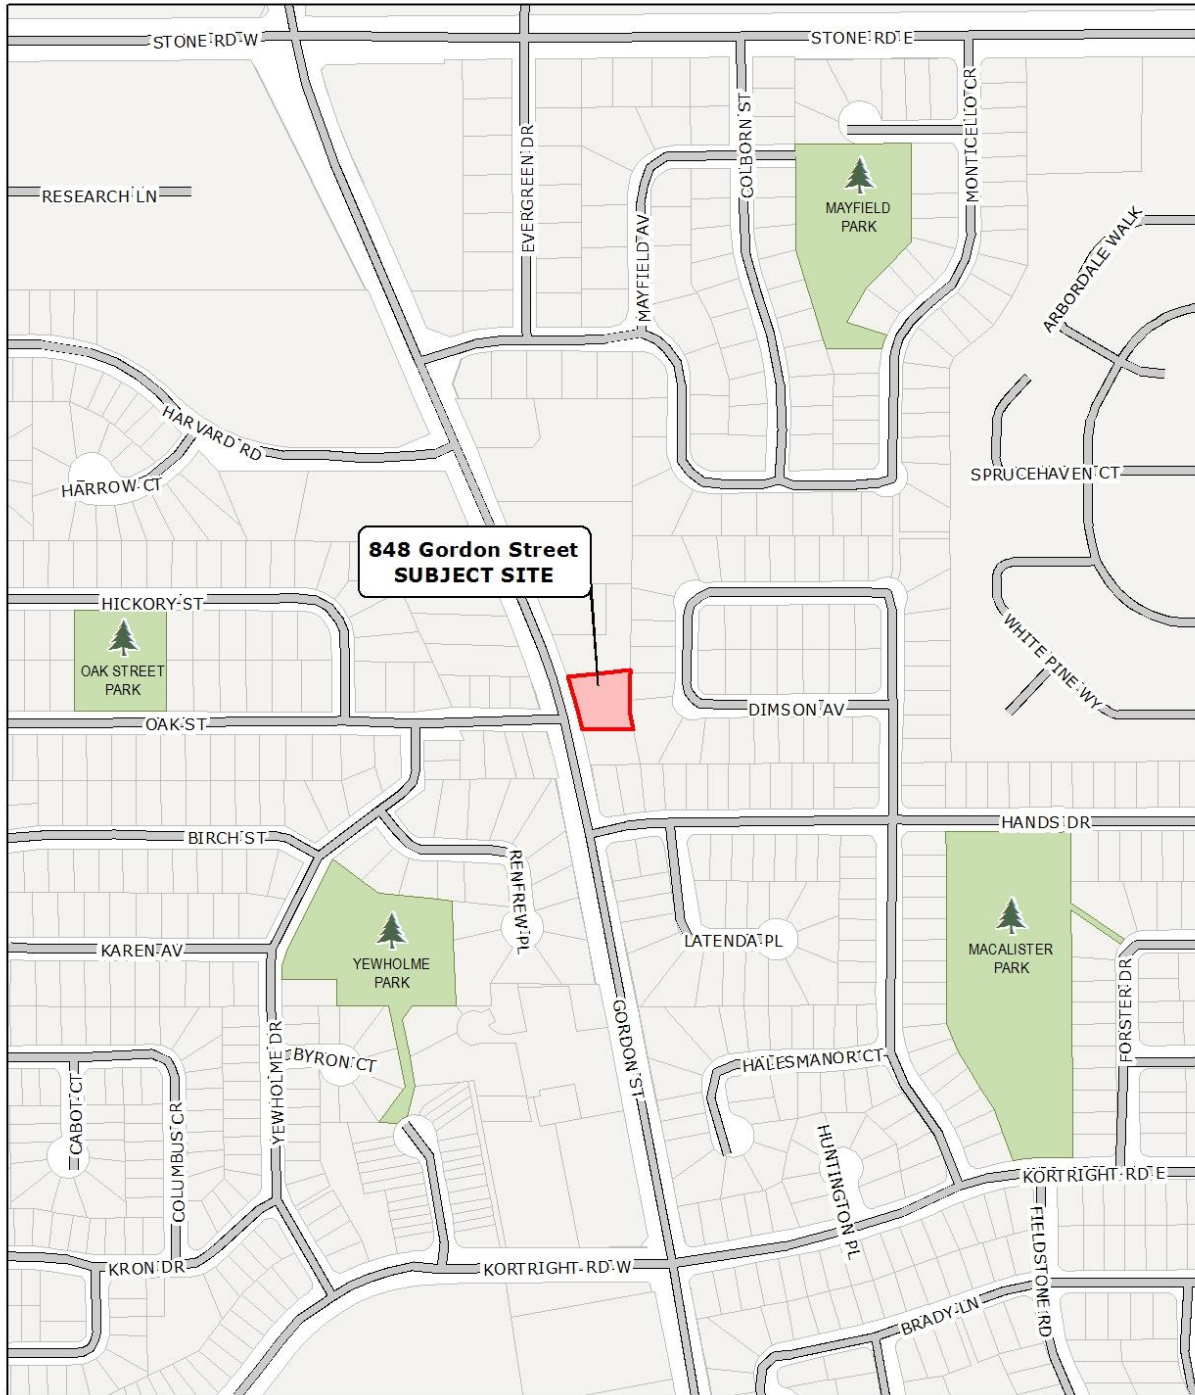 STONE RD W
STONE RD E
RESEARCH LN
EVERGREEN DR
MAYFIELD AV
COLBORN ST
MONTICELLO CR
MAYFIELD
PARK
ARBORDALE WALK
HARVARD RD
HARROW CT
SPRUCEHAVEN CT
848 Gordon Street
SUBJECT SITE
HICKORY ST
OAK STREET
PARK
WHITE PINE WY
OAK ST
DIMSON AV
BIRCH ST
HANDS DR
RENFREW PL
KAREN AV
YEWHOLME
PARK
LATENDA PL
MACALISTER
PARK
FORSTER DR
GORDON ST
BYRON CT
HALESMANOR CT
YEWHOLME DR
CABOT CT
COLUMBUS CR
HUNTINGTON PL
KORTRIGHT RD E
KRON DR
KORTRIGHT RD W
FIELDSTONE RD
BRADY LN